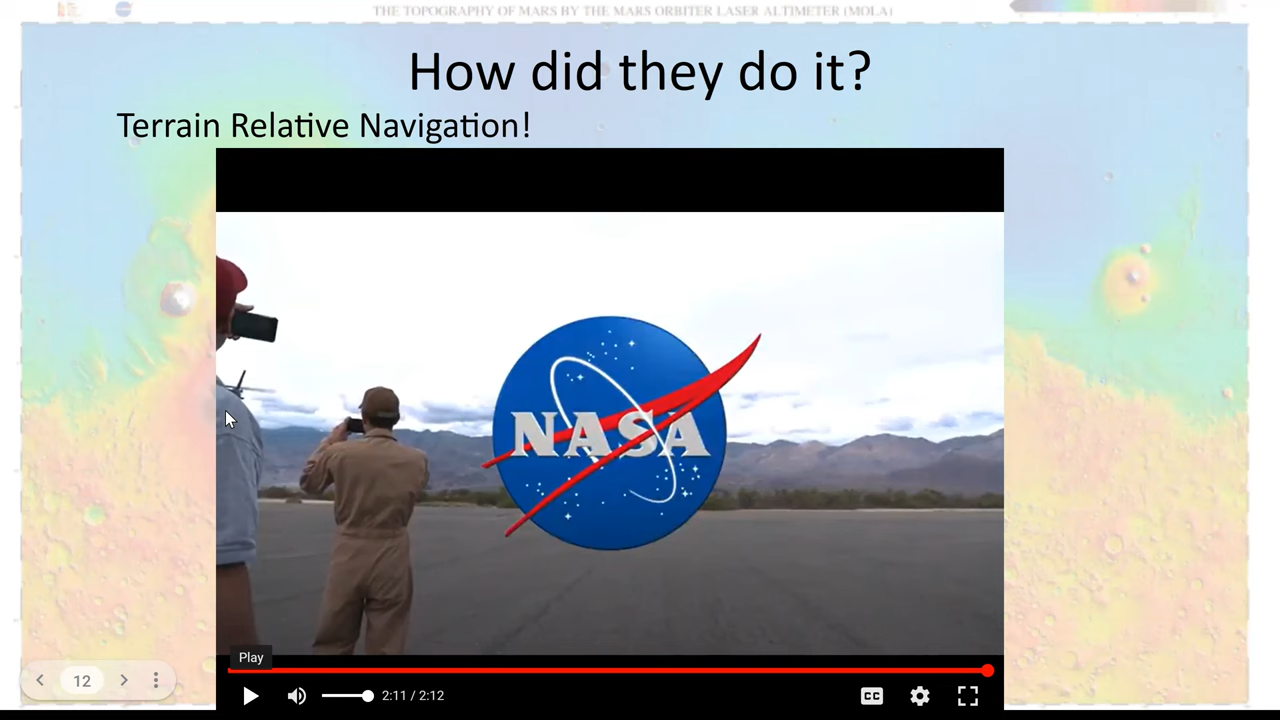 THE TOPOGRAPHY OF MARS BY THE MARS ORBITER LASER ALTIMETER (MOLA)
How did they do it?
Terrain Relative Navigation!
NASA
Play
12
2:11 / 2:12
CC